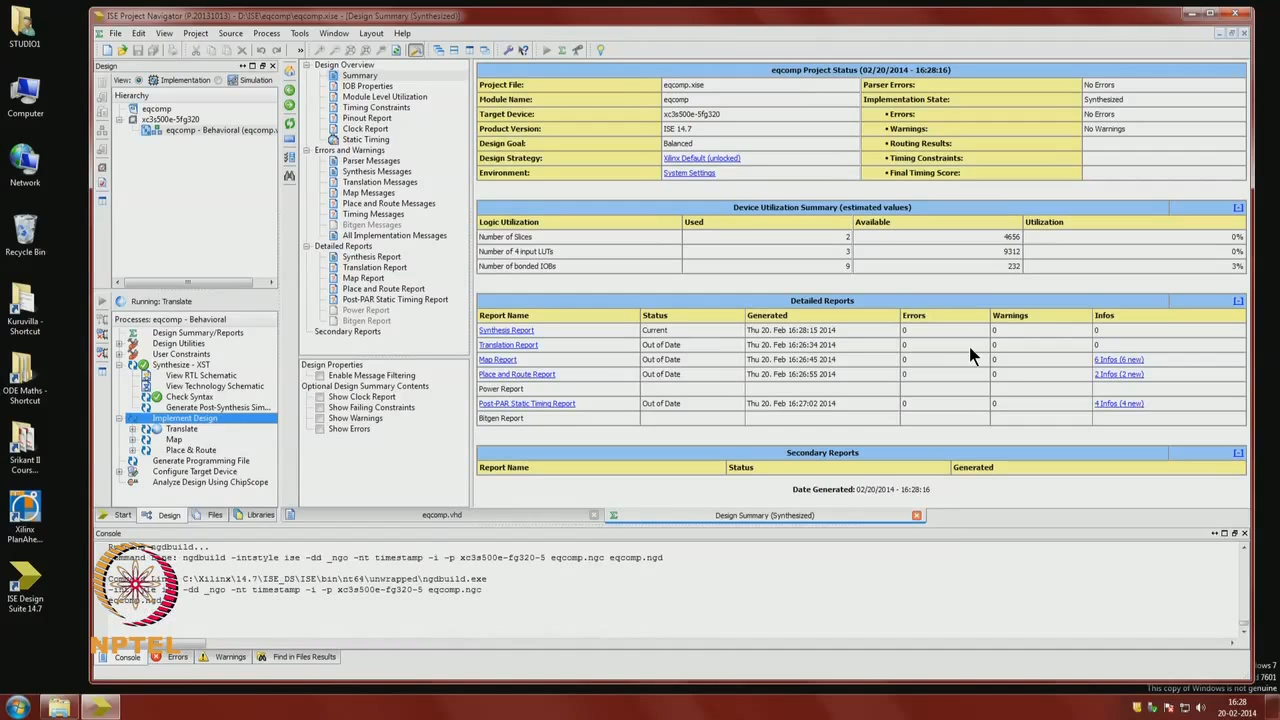 STUDIO1
Computer
Network
Recycle Bin
Kuruvilla - Shortcut
ODE Maths - Shortcut
Srikant II Cours...
Xilinx PlanAhe...
ISE Design Suite 14.7
ISE Project Navigator (P.20131013) - D:\ISE\eqcomp\eqcomp.xise - [Design Summary (Synthesized)]
File Edit View Project Source Process Tools Window Layout Help
Design
View: Implementation Simulation
Hierarchy
eqcomp
xc3s500e-5fg320
eqcomp - Behavioral (eqcomp.v
Running: Translate
Processes: eqcomp - Behavioral
Design Summary/Reports
Design Utilities
User Constraints
Synthesize - XST
View RTL Schematic
View Technology Schematic
Check Syntax
Generate Post-Synthesis Sim...
Implement Design
Translate
Map
Place & Route
Generate Programming File
Configure Target Device
Analyze Design Using ChipScope
Start Design Files Libraries
Design Overview
Summary
IOB Properties
Module Level Utilization
Timing Constraints
Pinout Report
Clock Report
Static Timing
Errors and Warnings
Parser Messages
Synthesis Messages
Translation Messages
Map Messages
Place and Route Messages
Timing Messages
Bitgen Messages
All Implementation Messages
Detailed Reports
Synthesis Report
Translation Report
Map Report
Place and Route Report
Post-PAR Static Timing Report
Power Report
Bitgen Report
Secondary Reports
Design Properties
Enable Message Filtering
Optional Design Summary Contents
Show Clock Report
Show Failing Constraints
Show Warnings
Show Errors
eqcomp Project Status (02/20/2014 - 16:28:16)
Project File: eqcomp.xise Parser Errors: No Errors
Module Name: eqcomp Implementation State: Synthesized
Target Device: xc3s500e-5fg320 • Errors: No Errors
Product Version: ISE 14.7 • Warnings: No Warnings
Design Goal: Balanced • Routing Results:
Design Strategy: Xilinx Default (unlocked) • Timing Constraints:
Environment: System Settings • Final Timing Score:
Device Utilization Summary (estimated values) [-]
Logic Utilization Used Available Utilization
Number of Slices 2 4656 0%
Number of 4 input LUTs 3 9312 0%
Number of bonded IOBs 9 232 3%
Detailed Reports [-]
Report Name Status Generated Errors Warnings Infos
Synthesis Report Current Thu 20. Feb 16:28:15 2014 0 0 0
Translation Report Out of Date Thu 20. Feb 16:26:34 2014 0 0 0
Map Report Out of Date Thu 20. Feb 16:26:45 2014 0 0 6 Infos (6 new)
Place and Route Report Out of Date Thu 20. Feb 16:26:55 2014 0 0 2 Infos (2 new)
Power Report
Post-PAR Static Timing Report Out of Date Thu 20. Feb 16:27:02 2014 0 0 4 Infos (4 new)
Bitgen Report
Secondary Reports [-]
Report Name Status Generated
Date Generated: 02/20/2014 - 16:28:16
eqcomp.vhd Design Summary (Synthesized)
Console
ngdbuild...
Command Line: ngdbuild -intstyle ise -dd _ngo -nt timestamp -i -p xc3s500e-fg320-5 eqcomp.ngc eqcomp.ngd
C:\Xilinx\14.7\ISE_DS\ISE\bin\nt64\unwrapped\ngdbuild.exe
ise -dd _ngo -nt timestamp -i -p xc3s500e-fg320-5 eqcomp.ngc
eqcomp.ngd
NPTEL
Console Errors Warnings Find in Files Results
7601
This copy of Windows is not genuine
16:28
20-02-2014